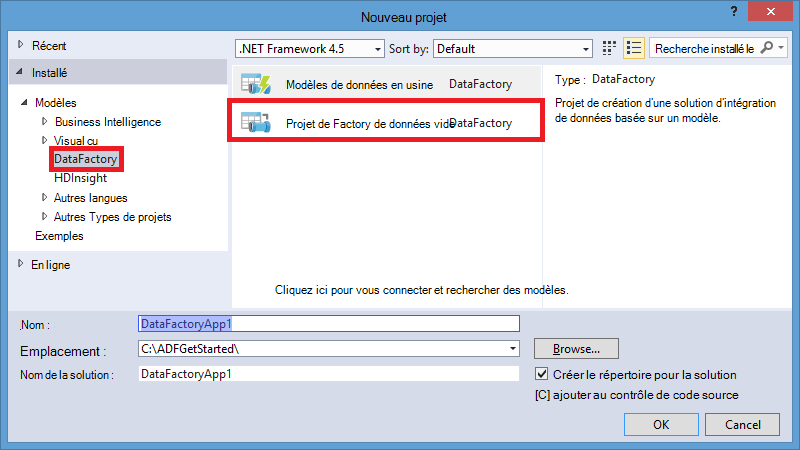 Nouveau projet
?
Récent
.NET Framework 4.5
Sort by:
Default
Recherche installé le
Installé
Modèles
Business Intelligence
Visual cu
DataFactory
HDInsight
Autres langues
Autres Types de projets
Exemples
En ligne
Modèles de données en usine
DataFactory
Projet de Factory de données vide
DataFactory
Cliquez ici pour vous connecter et rechercher des modèles.
Type : DataFactory
Projet de création d'une solution d'intégration
de données basée sur un modèle.
Nom :
DataFactoryApp1
Emplacement :
C:\ADFGetStarted\
Browse...
Nom de la solution :
DataFactoryApp1
Créer le répertoire pour la solution
[C] ajouter au contrôle de code source
OK
Cancel